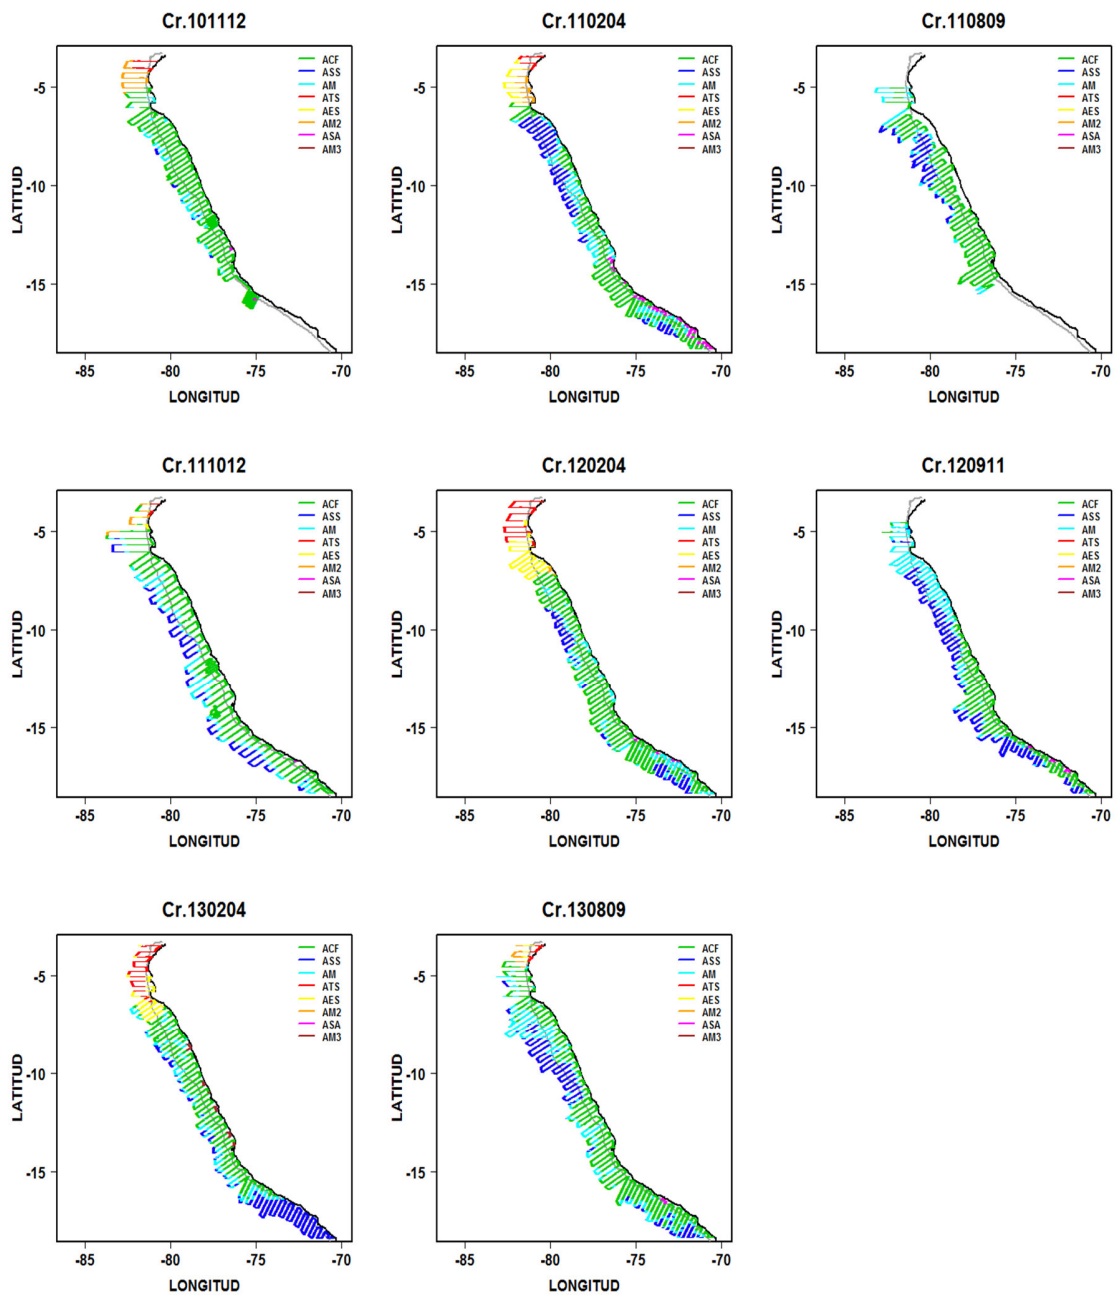 Cr.101112
ACF
ASS
AM
ATS
AES
AM2
ASA
AM3
-5
-10
-15
LATITUD
-85 -80 -75 -70
LONGITUD
Cr.110204
ACF
ASS
AM
ATS
AES
AM2
ASA
AM3
-5
-10
-15
LATITUD
-85 -80 -75 -70
LONGITUD
Cr.110809
ACF
ASS
AM
ATS
AES
AM2
ASA
AM3
-5
-10
-15
LATITUD
-85 -80 -75 -70
LONGITUD
Cr.111012
ACF
ASS
AM
ATS
AES
AM2
ASA
AM3
-5
-10
-15
LATITUD
-85 -80 -75 -70
LONGITUD
Cr.120204
ACF
ASS
AM
ATS
AES
AM2
ASA
AM3
-5
-10
-15
LATITUD
-85 -80 -75 -70
LONGITUD
Cr.120911
ACF
ASS
AM
ATS
AES
AM2
ASA
AM3
-5
-10
-15
LATITUD
-85 -80 -75 -70
LONGITUD
Cr.130204
ACF
ASS
AM
ATS
AES
AM2
ASA
AM3
-5
-10
-15
LATITUD
-85 -80 -75 -70
LONGITUD
Cr.130809
ACF
ASS
AM
ATS
AES
AM2
ASA
AM3
-5
-10
-15
LATITUD
-85 -80 -75 -70
LONGITUD